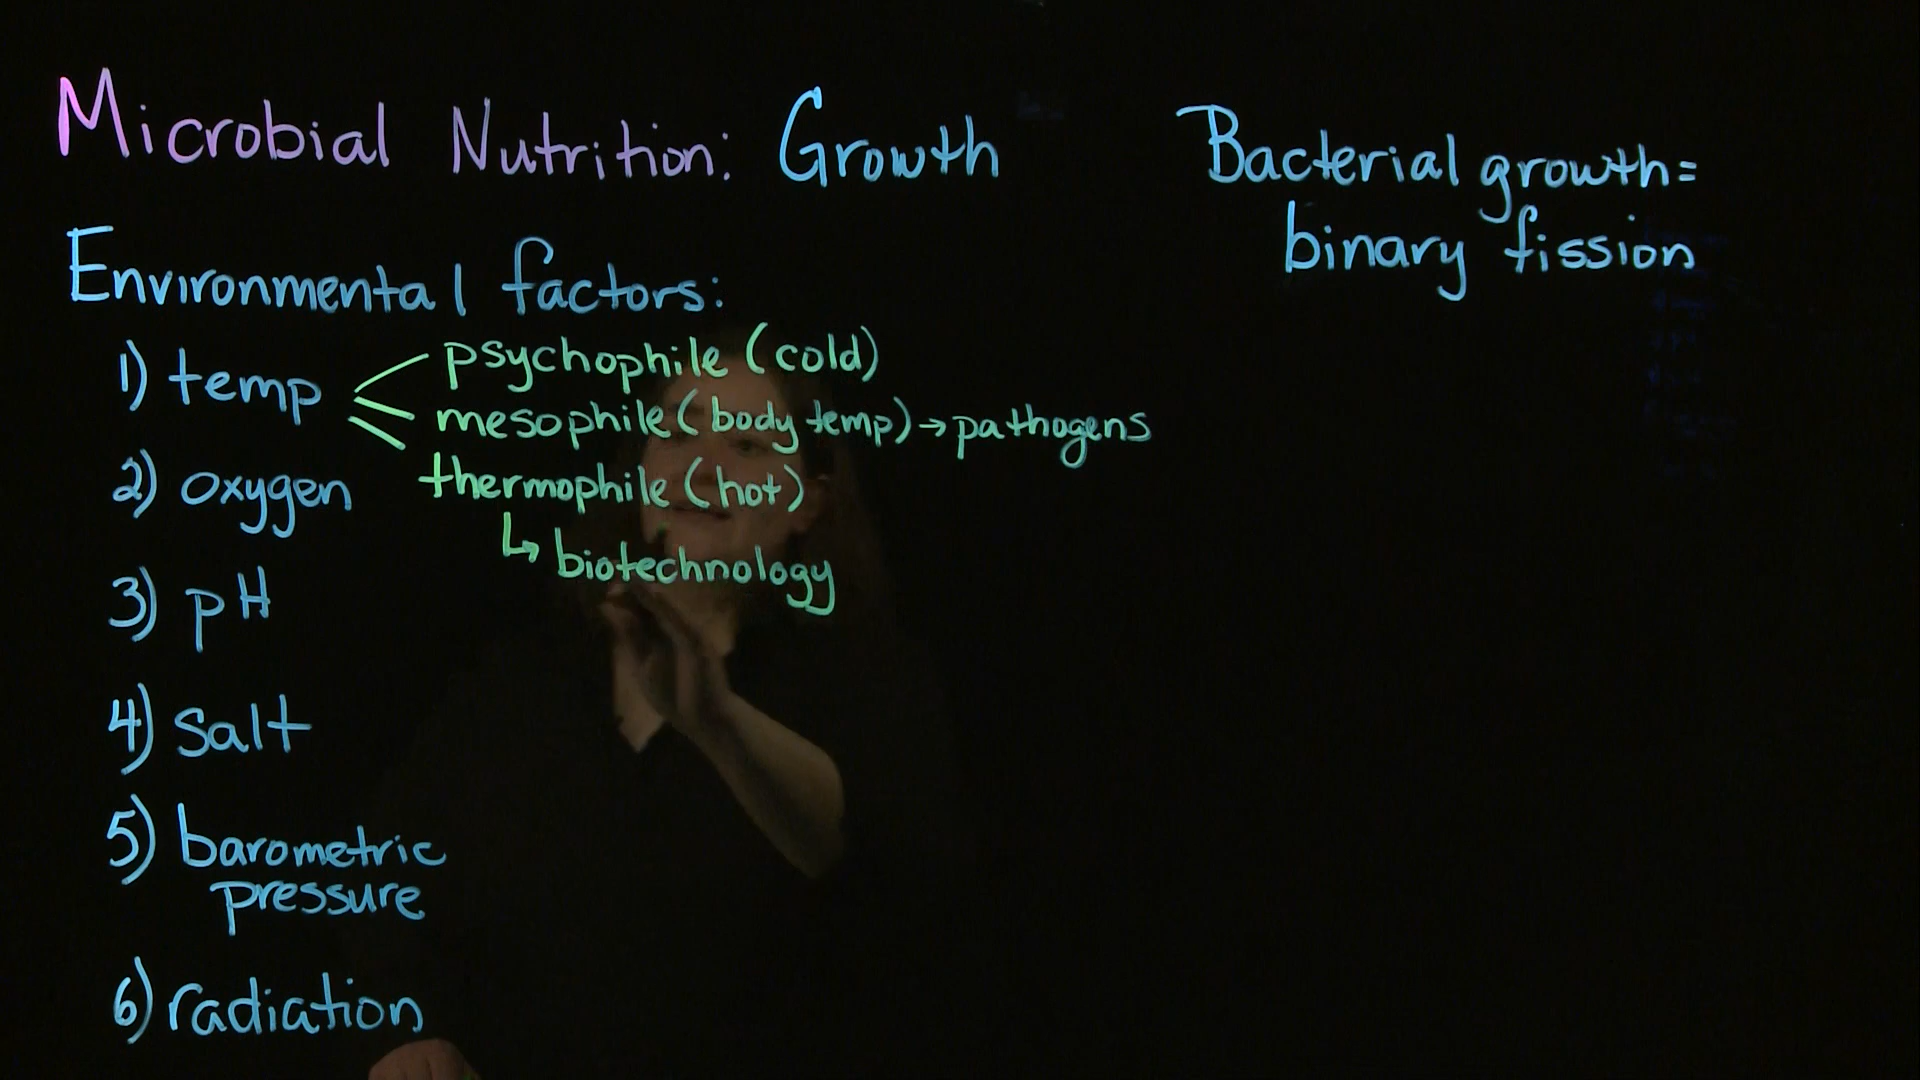 Microbial Nutrition: Growth
Bacterial growth=
binary fission
Environmental factors:
1) temp
psychophile (cold)
mesophile (body temp) → pathogens
thermophile (hot)
↳ biotechnology
2) oxygen
3) pH
4) salt
5) barometric
pressure
6) radiation